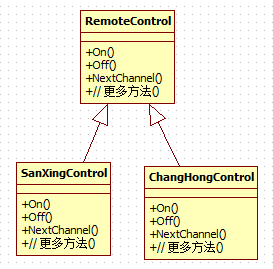 RemoteControl
+On()
+Off()
+NextChannel()
+// 更多方法()
SanXingControl
+On()
+Off()
+NextChannel()
+// 更多方法()
ChangHongControl
+On()
+Off()
+NextChannel()
+// 更多方法()